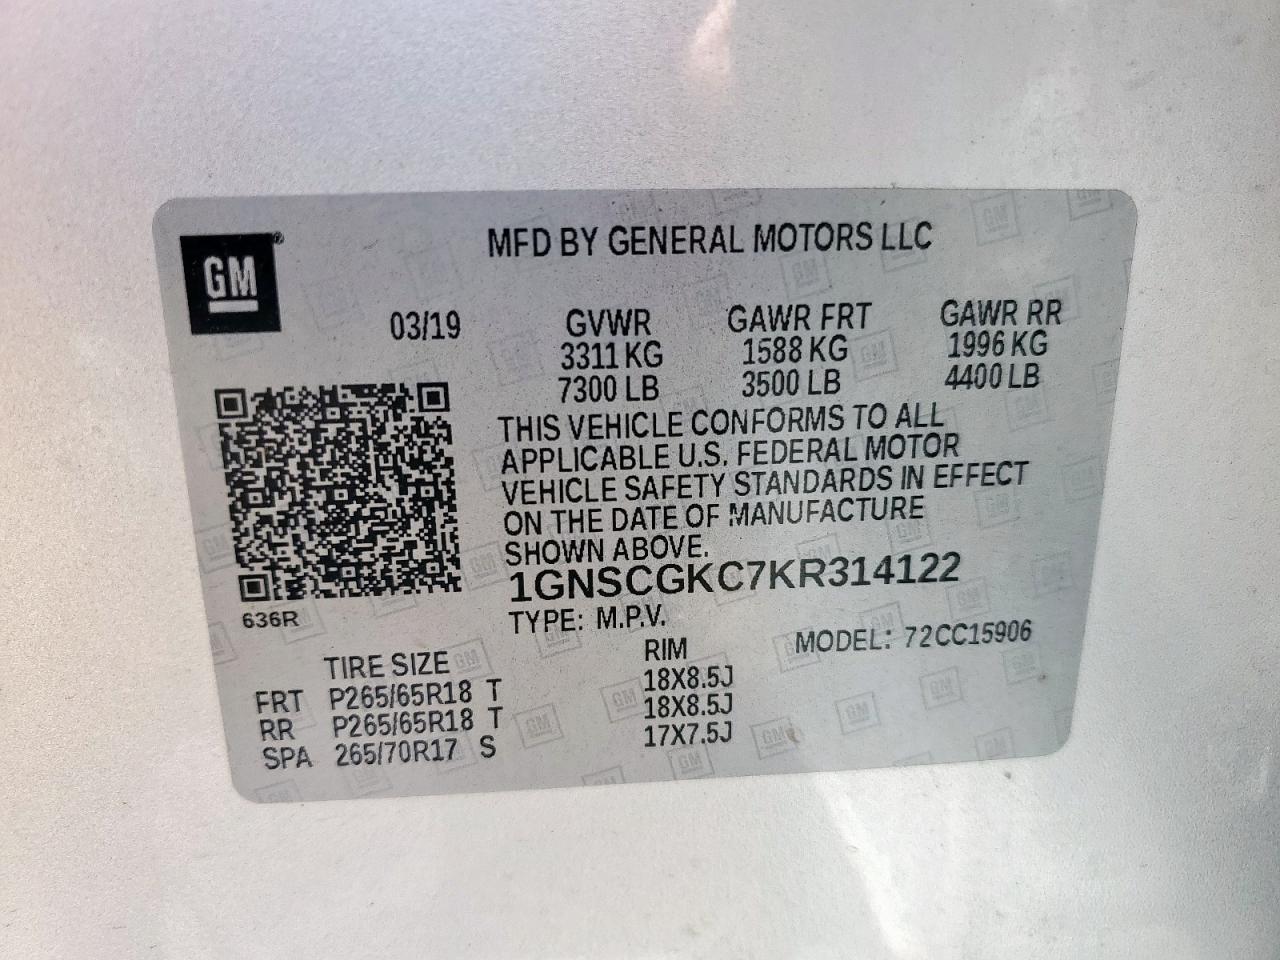 GM®
MFD BY GENERAL MOTORS LLC
03/19
GVWR GAWR FRT GAWR RR
3311 KG 1588 KG 1996 KG
7300 LB 3500 LB 4400 LB
THIS VEHICLE CONFORMS TO ALL
APPLICABLE U.S. FEDERAL MOTOR
VEHICLE SAFETY STANDARDS IN EFFECT
ON THE DATE OF MANUFACTURE
SHOWN ABOVE.
1GNSCGKC7KR314122
636R
TYPE: M.P.V.
MODEL: 72CC15906
TIRE SIZE RIM
FRT P265/65R18 T 18X8.5J
RR P265/65R18 T 18X8.5J
SPA 265/70R17 S 17X7.5J